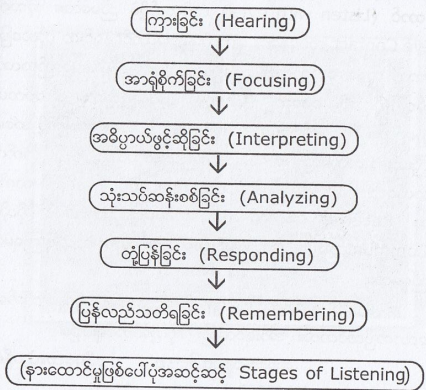 ကြားခြင်း (Hearing)
အာရုံစိုက်ခြင်း (Focusing)
အဓိပ္ပာယ်ဖွင့်ဆိုခြင်း (Interpreting)
သုံးသပ်ဆန်းစစ်ခြင်း (Analyzing)
တုံ့ပြန်ခြင်း (Responding)
ပြန်လည်သတိရခြင်း (Remembering)
(နားထောင်မှုဖြစ်ပေါ်ပုံအဆင့်ဆင့် Stages of Listening)